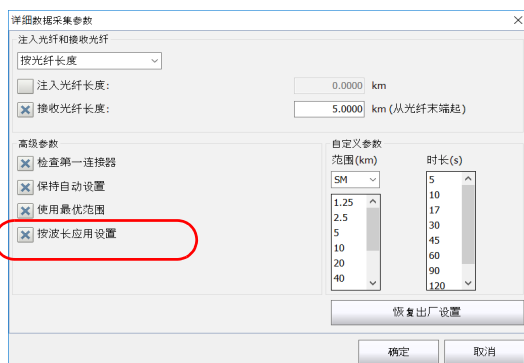 详细数据采集参数
注入光纤和接收光纤
按光纤长度
注入光纤长度: 0.0000 km
接收光纤长度: 5.0000 km (从光纤末端起)
高级参数
检查第一连接器
保持自动设置
使用最优范围
按波长应用设置
自定义参数
范围(km) 时长(s)
SM
1.25
2.5
5
10
20
40
5
10
17
30
45
60
90
120
恢复出厂设置
确定 取消